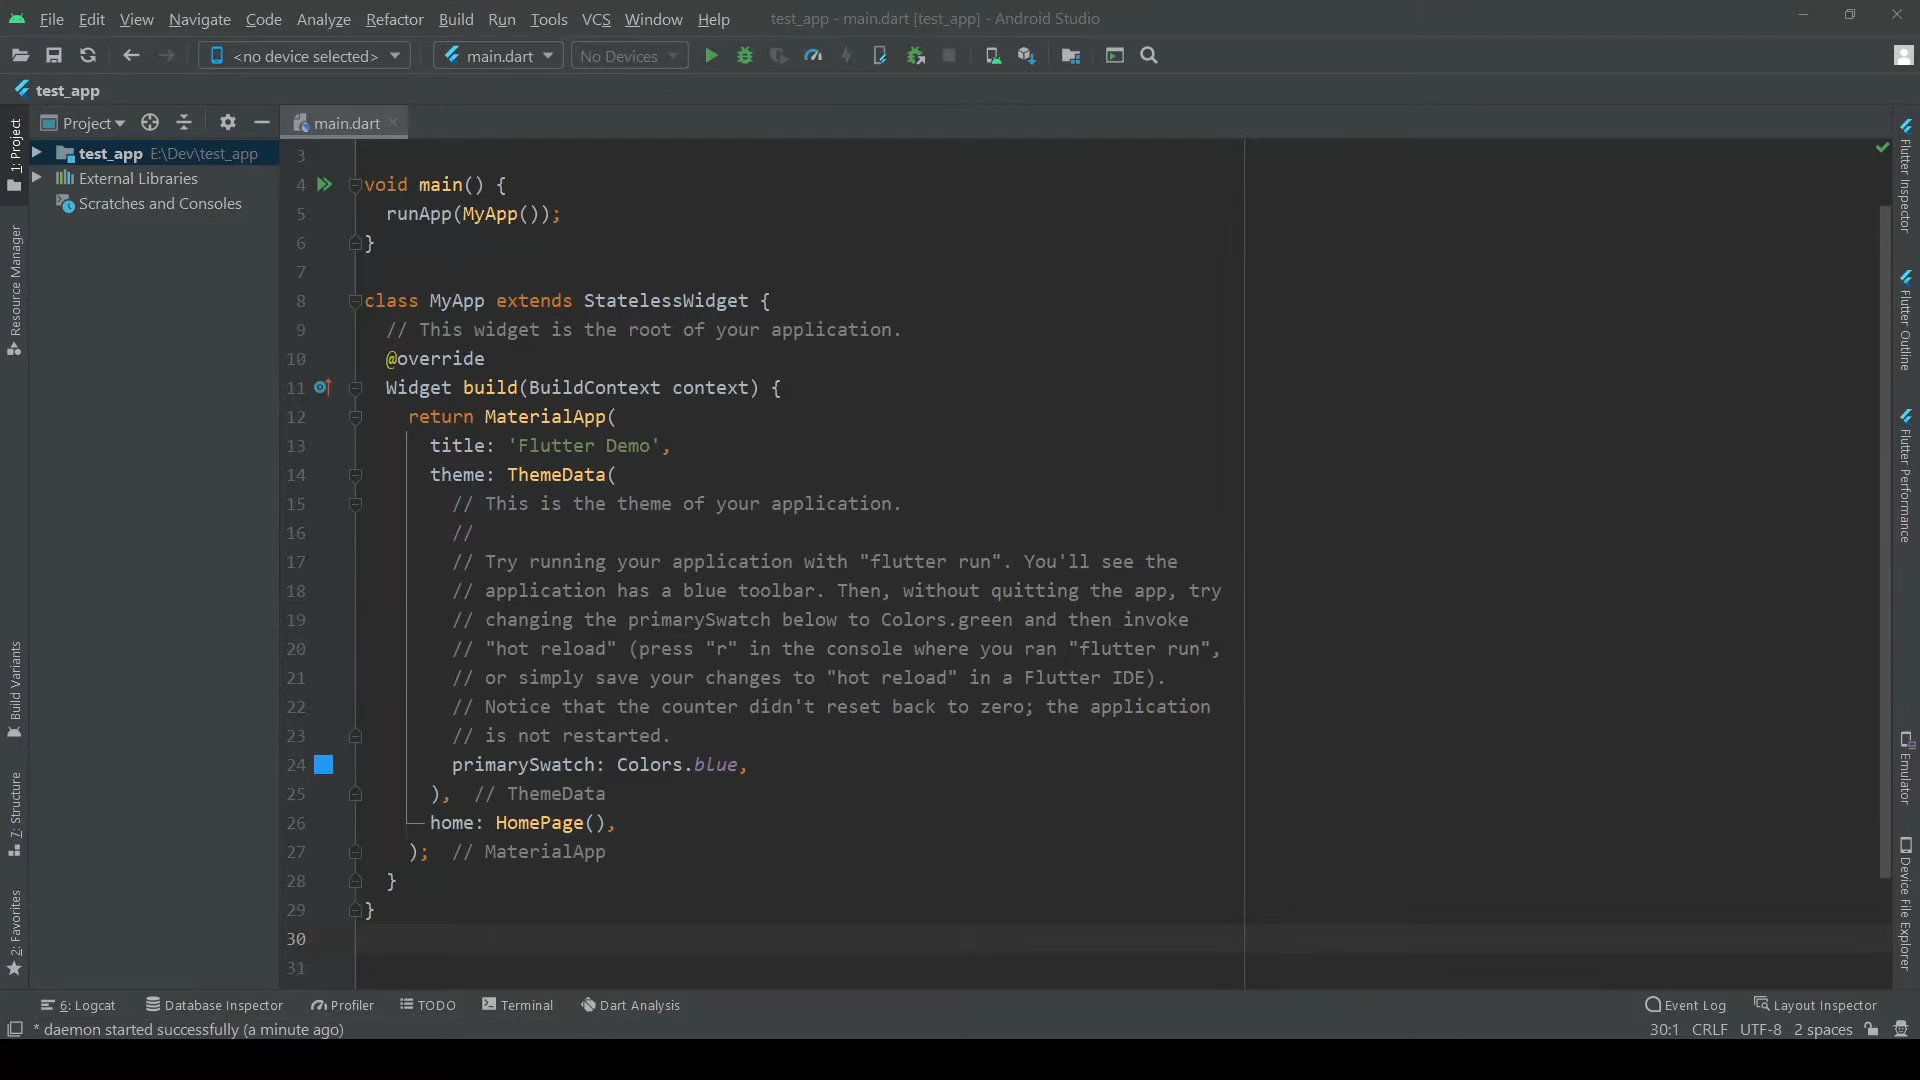 File Edit View Navigate Code Analyze Refactor Build Run Tools VCS Window Help test_app - main.dart [test_app] - Android Studio
<no device selected> main.dart No Devices
test_app
Project main.dart
1: Project
test_app E:\Dev\test_app
External Libraries
Scratches and Consoles
Resource Manager
Build Variants
7: Structure
2: Favorites
3
4 void main() {
5 runApp(MyApp());
6 }
7
8 class MyApp extends StatelessWidget {
9 // This widget is the root of your application.
10 @override
11 Widget build(BuildContext context) {
12 return MaterialApp(
13 title: 'Flutter Demo',
14 theme: ThemeData(
15 // This is the theme of your application.
16 //
17 // Try running your application with "flutter run". You'll see the
18 // application has a blue toolbar. Then, without quitting the app, try
19 // changing the primarySwatch below to Colors.green and then invoke
20 // "hot reload" (press "r" in the console where you ran "flutter run",
21 // or simply save your changes to "hot reload" in a Flutter IDE).
22 // Notice that the counter didn't reset back to zero; the application
23 // is not restarted.
24 primarySwatch: Colors.blue,
25 ), // ThemeData
26 home: HomePage(),
27 ); // MaterialApp
28 }
29 }
30
31
Flutter Inspector
Flutter Outline
Flutter Performance
Emulator
Device File Explorer
6: Logcat Database Inspector Profiler TODO Terminal Dart Analysis Event Log Layout Inspector
* daemon started successfully (a minute ago) 30:1 CRLF UTF-8 2 spaces